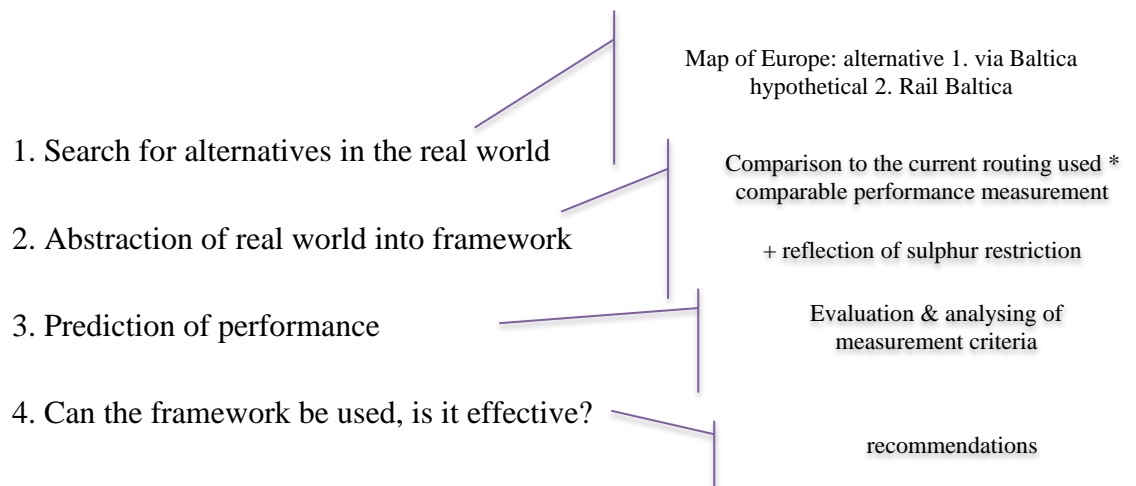 Map of Europe: alternative 1. via Baltica
hypothetical 2. Rail Baltica
1. Search for alternatives in the real world
Comparison to the current routing used *
comparable performance measurement
2. Abstraction of real world into framework
+ reflection of sulphur restriction
3. Prediction of performance
Evaluation & analysing of
measurement criteria
4. Can the framework be used, is it effective?
recommendations